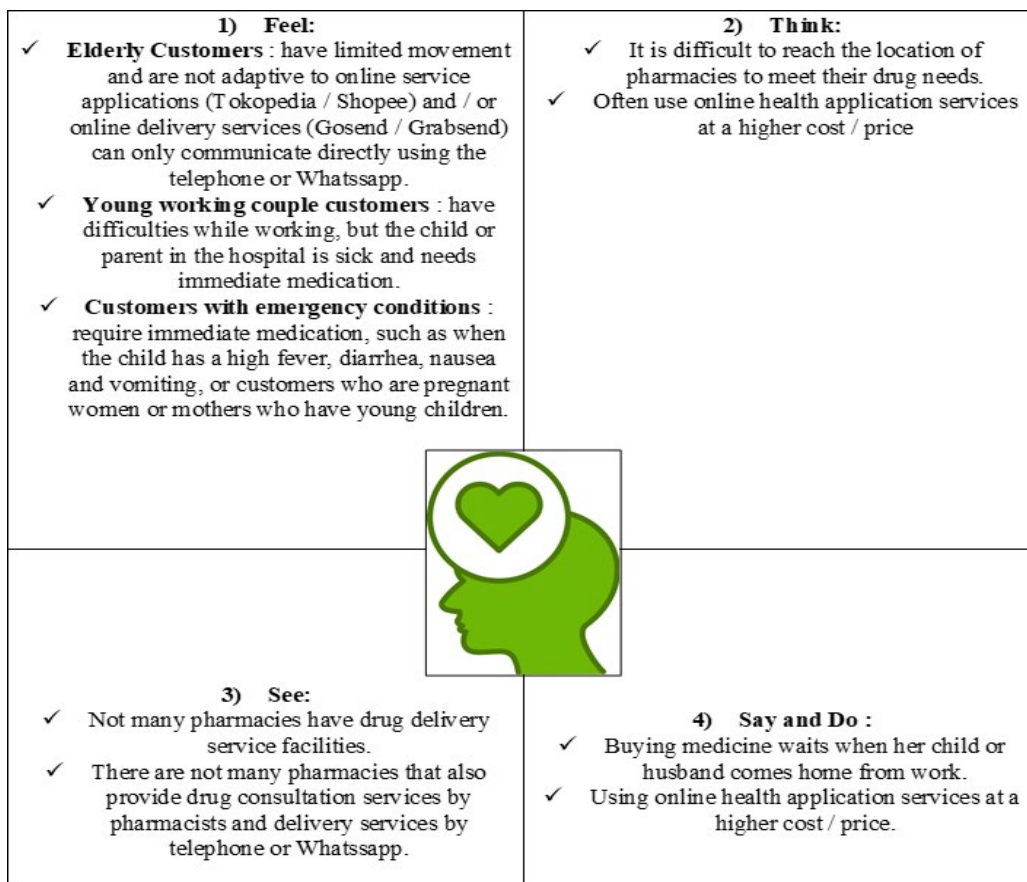 1) Feel:
✓ Elderly Customers : have limited movement
and are not adaptive to online service
applications (Tokopedia / Shopee) and / or
online delivery services (Gosend / Grabsend)
can only communicate directly using the
telephone or Whatssapp.
✓ Young working couple customers : have
difficulties while working, but the child or
parent in the hospital is sick and needs
immediate medication.
✓ Customers with emergency conditions :
require immediate medication, such as when
the child has a high fever, diarrhea, nausea
and vomiting, or customers who are pregnant
women or mothers who have young children.
2) Think:
✓ It is difficult to reach the location of
pharmacies to meet their drug needs.
✓ Often use online health application services
at a higher cost / price
3) See:
✓ Not many pharmacies have drug delivery
service facilities.
✓ There are not many pharmacies that also
provide drug consultation services by
pharmacists and delivery services by
telephone or Whatssapp.
4) Say and Do :
✓ Buying medicine waits when her child or
husband comes home from work.
✓ Using online health application services at a
higher cost / price.